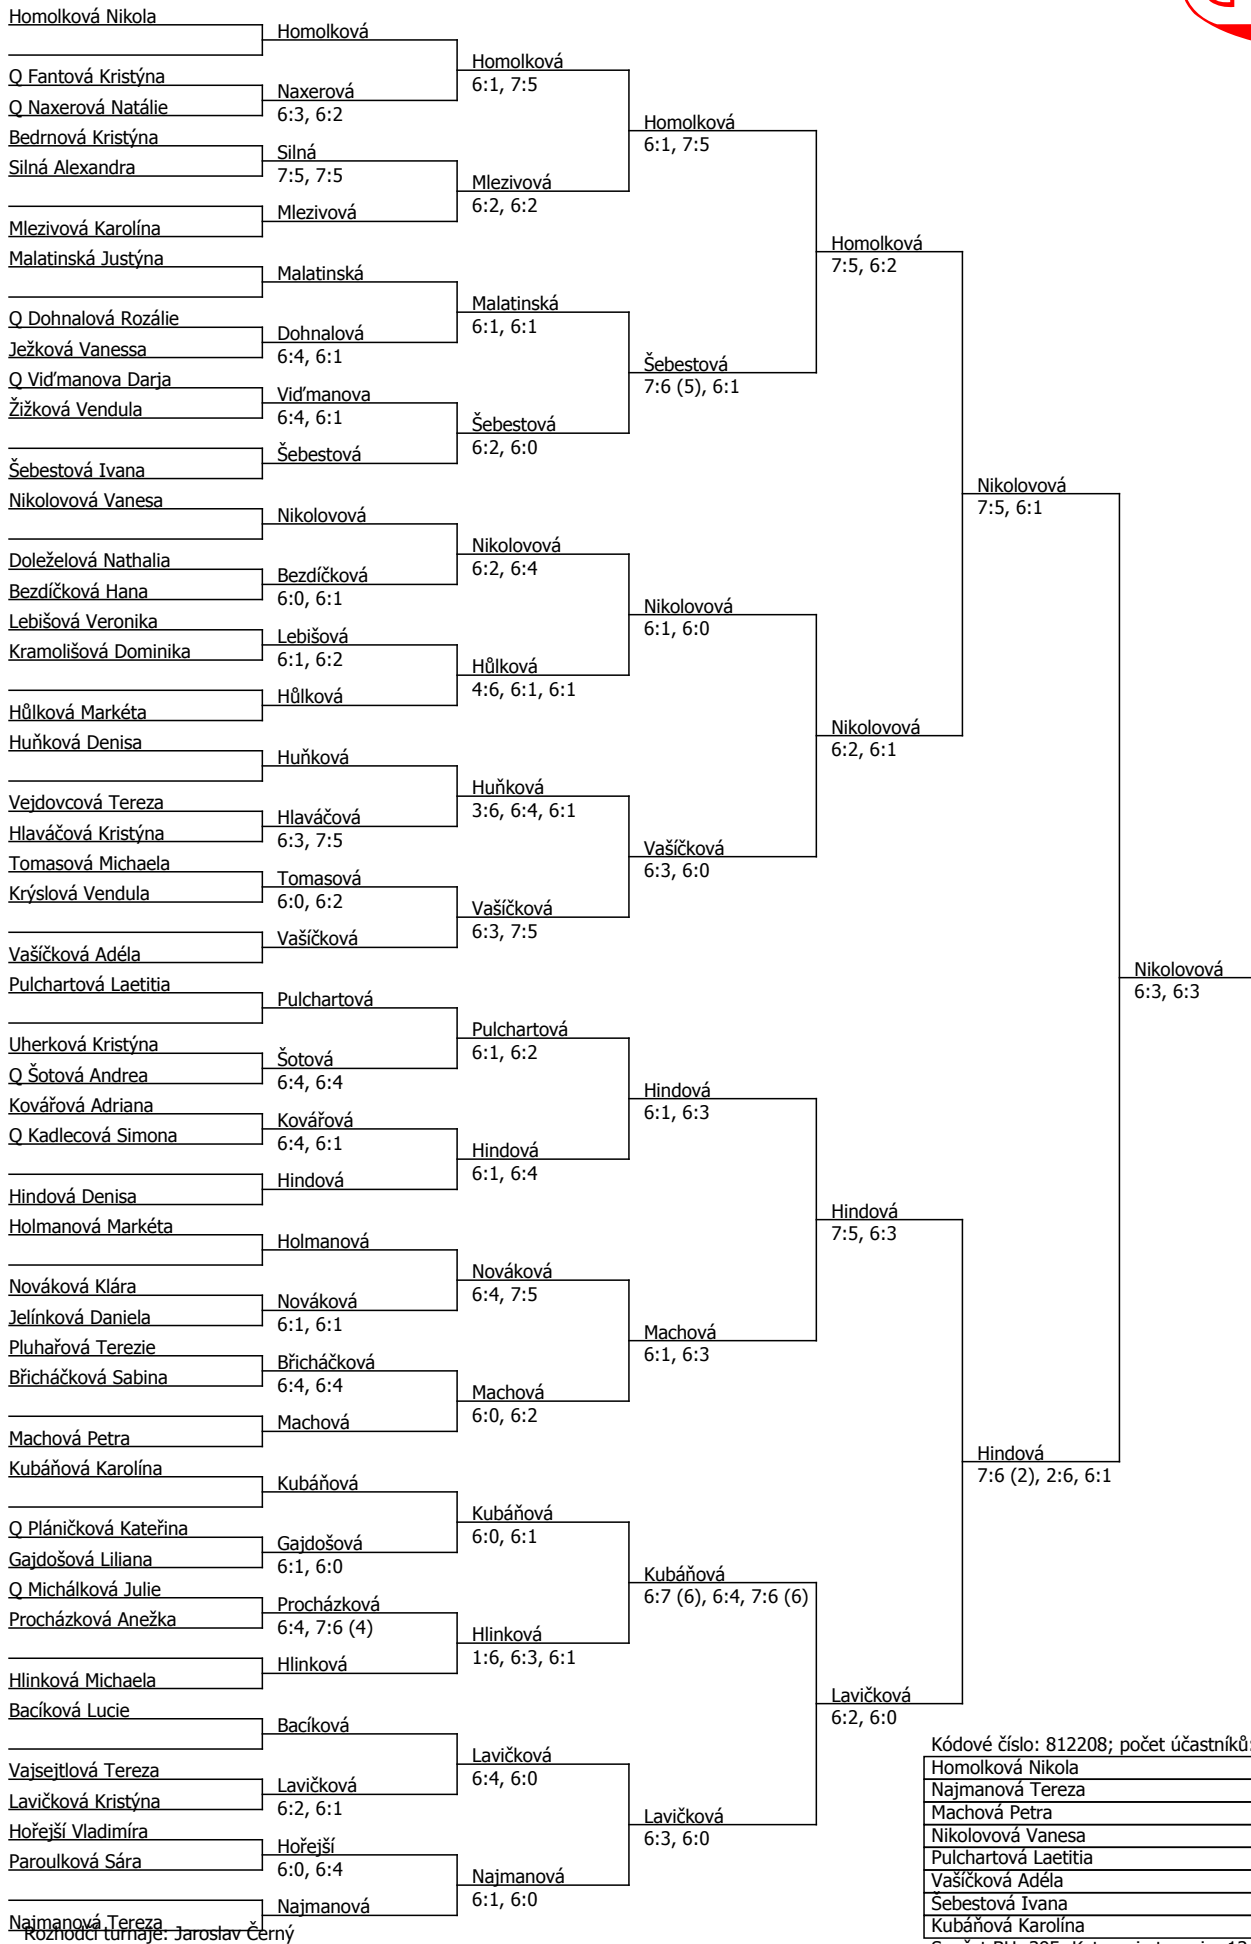 Homolková Nikola
Q Fantová Kristýna
Q Naxerová Natálie
Bedrnová Kristýna
Silná Alexandra
Mlezivová Karolína
Malatinská Justýna
Q Dohnalová Rozálie
Ježková Vanessa
Q Viďmanova Darja
Žižková Vendula
Šebestová Ivana
Nikolovová Vanesa
Doleželová Nathalia
Bezdíčková Hana
Lebišová Veronika
Kramolišová Dominika
Hůlková Markéta
Huňková Denisa
Vejdovcová Tereza
Hlaváčová Kristýna
Tomasová Michaela
Krýslová Vendula
Vašíčková Adéla
Pulchartová Laetitia
Uherková Kristýna
Q Šotová Andrea
Kovářová Adriana
Q Kadlecová Simona
Hindová Denisa
Holmanová Markéta
Nováková Klára
Jelínková Daniela
Pluhařová Terezie
Břicháčková Sabina
Machová Petra
Kubáňová Karolína
Q Pláničková Kateřina
Gajdošová Liliana
Q Michálková Julie
Procházková Anežka
Hlinková Michaela
Bacíková Lucie
Vajsejtlová Tereza
Lavičková Kristýna
Hořejší Vladimíra
Paroulková Sára
Najmanová Tereza
Rozhodčí turnaje: Jaroslav Černý
Homolková
Naxerová
6:3, 6:2
Silná
7:5, 7:5
Mlezivová
Malatinská
Dohnalová
6:4, 6:1
Viďmanova
6:4, 6:1
Šebestová
Nikolovová
Bezdíčková
6:0, 6:1
Lebišová
6:1, 6:2
Hůlková
Huňková
Hlaváčová
6:3, 7:5
Tomasová
6:0, 6:2
Vašíčková
Pulchartová
Šotová
6:4, 6:4
Kovářová
6:4, 6:1
Hindová
Holmanová
Nováková
6:1, 6:1
Břicháčková
6:4, 6:4
Machová
Kubáňová
Gajdošová
6:1, 6:0
Procházková
6:4, 7:6 (4)
Hlinková
Bacíková
Lavičková
6:2, 6:1
Hořejší
6:0, 6:4
Najmanová
Homolková
6:1, 7:5
Mlezivová
6:2, 6:2
Malatinská
6:1, 6:1
Šebestová
6:2, 6:0
Nikolovová
6:2, 6:4
Hůlková
4:6, 6:1, 6:1
Huňková
3:6, 6:4, 6:1
Vašíčková
6:3, 7:5
Pulchartová
6:1, 6:2
Hindová
6:1, 6:4
Nováková
6:4, 7:5
Machová
6:0, 6:2
Kubáňová
6:0, 6:1
Hlinková
1:6, 6:3, 6:1
Lavičková
6:4, 6:0
Najmanová
6:1, 6:0
Homolková
6:1, 7:5
Šebestová
7:6 (5), 6:1
Nikolovová
6:1, 6:0
Vašíčková
6:3, 6:0
Hindová
6:1, 6:3
Machová
6:1, 6:3
Kubáňová
6:7 (6), 6:4, 7:6 (6)
Lavičková
6:3, 6:0
Homolková
7:5, 6:2
Nikolovová
6:2, 6:1
Hindová
7:5, 6:3
Lavičková
6:2, 6:0
Nikolovová
7:5, 6:1
Hindová
7:6 (2), 2:6, 6:1
Nikolovová
6:3, 6:3
Kódové číslo: 812208; počet účastníků:
Homolková Nikola
Najmanová Tereza
Machová Petra
Nikolovová Vanesa
Pulchartová Laetitia
Vašíčková Adéla
Šebestová Ivana
Kubáňová Karolína